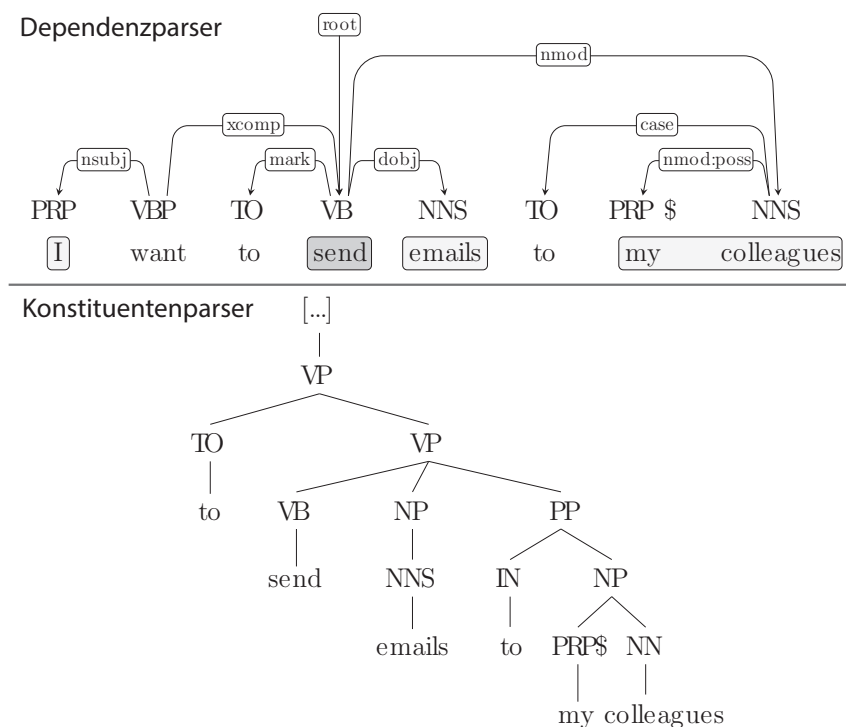 Dependenzparser
root
nmod
xcomp
case
nsubj
mark
dobj
nmod:poss
PRP VBP TO VB NNS TO PRP $ NNS
I want to send emails to my colleagues
Konstituentenparser
[...]
VP
TO VP
to VB NP PP
send NNS IN NP
emails to PRP$ NN
my colleagues